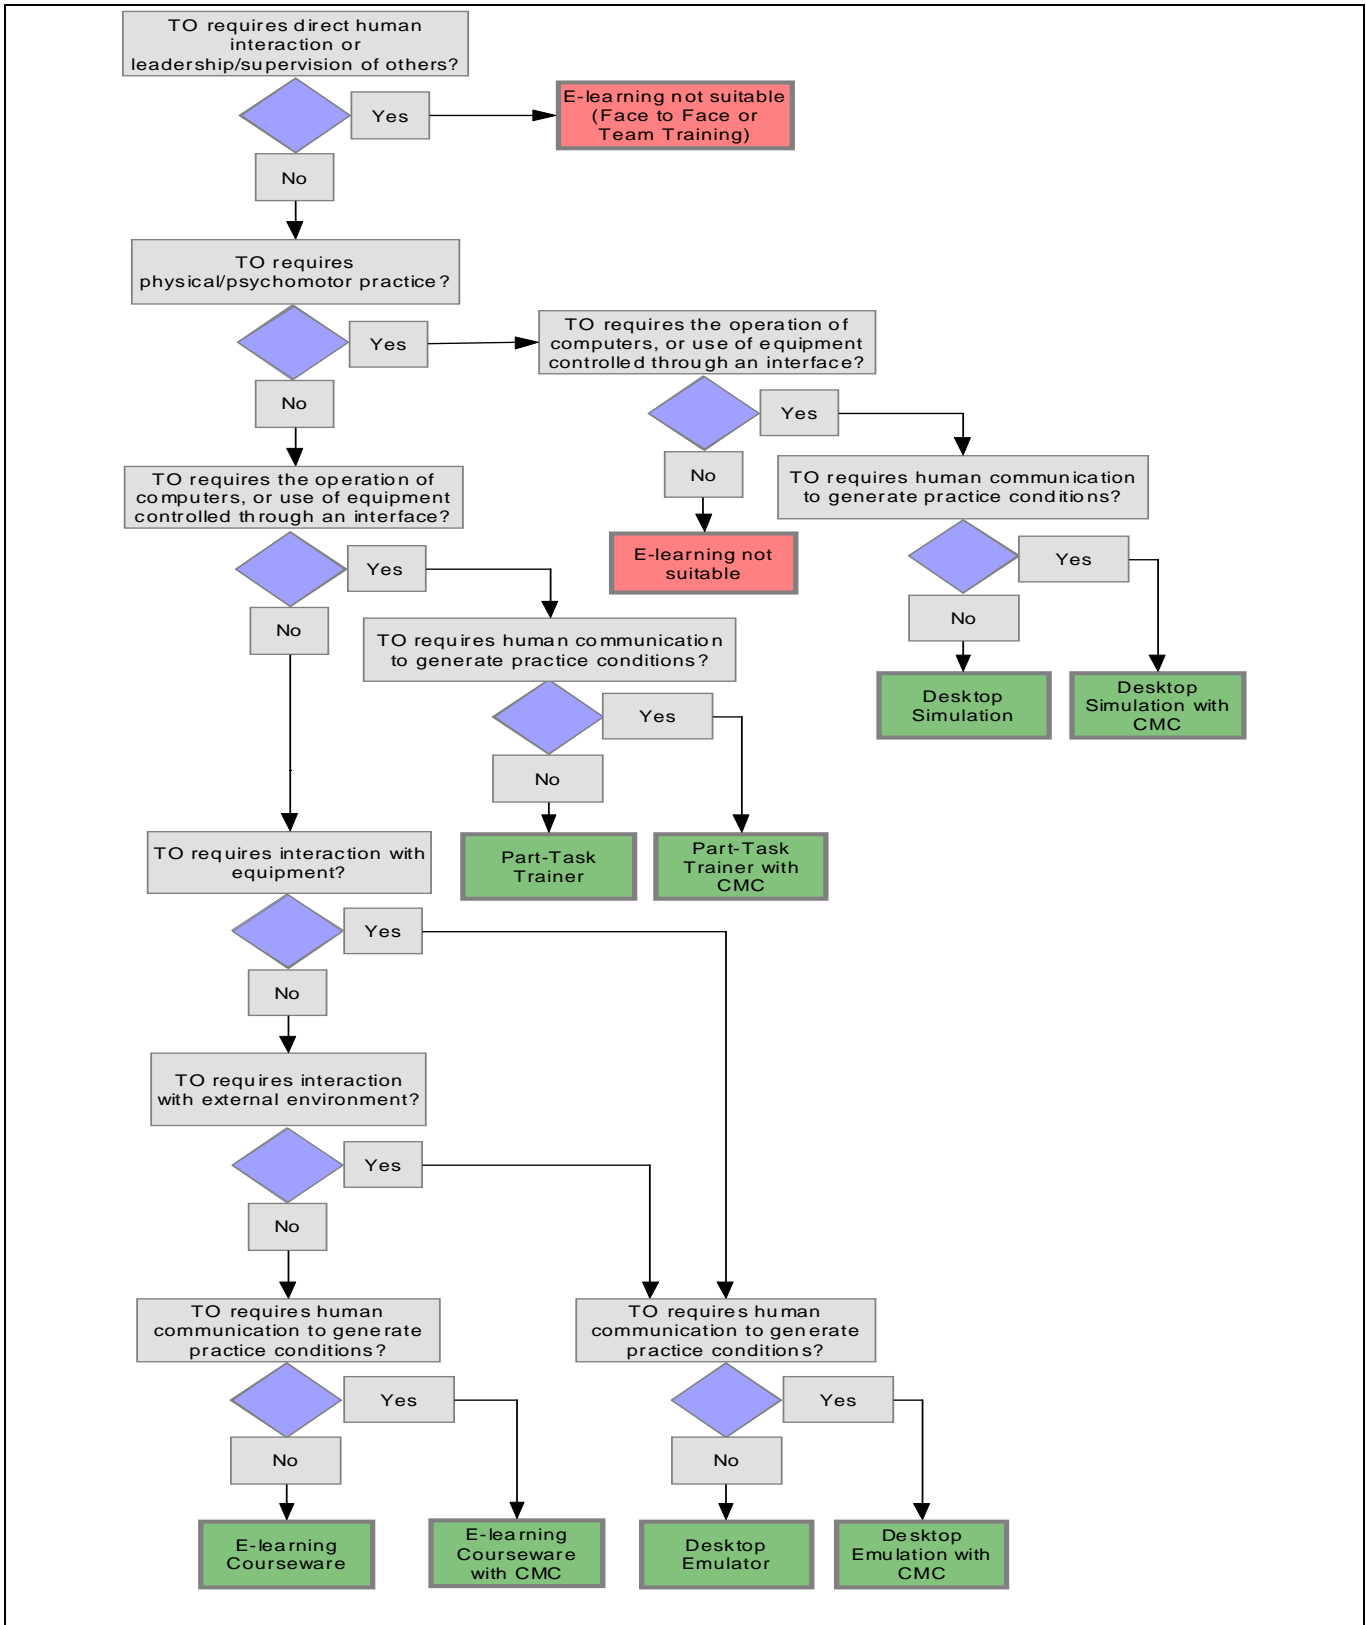 TO requires direct human
interaction or
leadership/supervision of others?
Yes
E-learning not suitable
(Face to Face or
Team Training)
No
TO requires
physical/psychomotor practice?
Yes
TO requires the operation of
computers, or use of equipment
controlled through an interface?
No
Yes
No
TO requires human communication
to generate practice conditions?
TO requires the operation of
computers, or use of equipment
controlled through an interface?
E-learning not
suitable
Yes
Yes
No
No
TO requires human communication
to generate practice conditions?
Desktop
Simulation
Desktop
Simulation with
CMC
Yes
No
Part-Task
Trainer
Part-Task
Trainer with
CMC
TO requires interaction with
equipment?
Yes
No
TO requires interaction
with external environment?
Yes
No
TO requires human
communication to generate
practice conditions?
TO requires human
communication to generate
practice conditions?
Yes
No
Yes
No
E-learning
Courseware
E-learning
Courseware
with CMC
Desktop
Emulator
Desktop
Emulation with
CMC